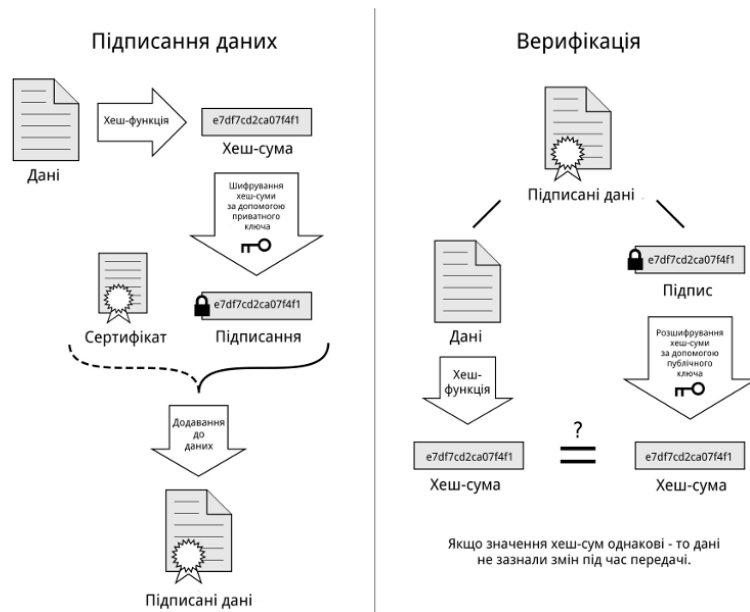 Підписання даних
Хеш-функція
e7df7cd2ca07f4f1
Хеш-сума
Дані
Шифрування
хеш-суми
за допомогою
приватного
ключа
e7df7cd2ca07f4f1
Сертифікат
Підписання
Додавання
до
даних
Підписані дані
Верифікація
Підписані дані
e7df7cd2ca07f4f1
Підпис
Дані
Хеш-
функція
Розшифрування
хеш-суми
за допомогою
публічного
ключа
?
=
e7df7cd2ca07f4f1
e7df7cd2ca07f4f1
Хеш-сума
Хеш-сума
Якщо значення хеш-сум однакові - то дані
не зазнали змін під час передачі.